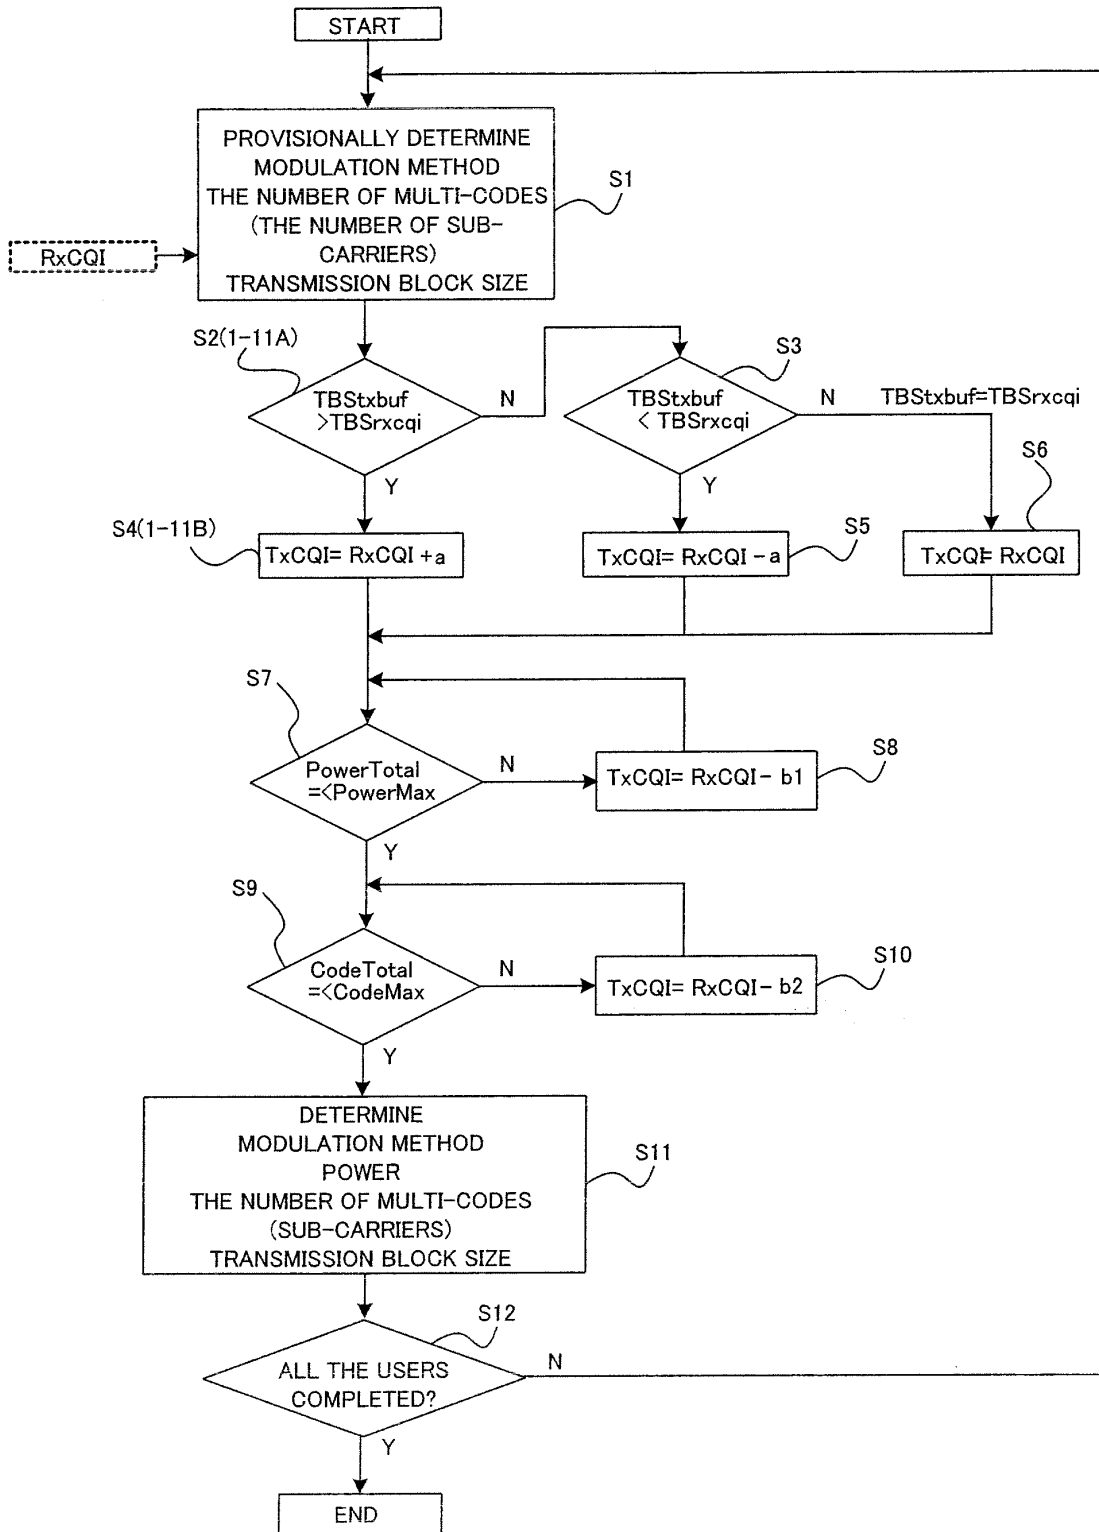 START
PROVISIONALLY DETERMINE
MODULATION METHOD
THE NUMBER OF MULTI-CODES
(THE NUMBER OF SUB-
CARRIERS)
TRANSMISSION BLOCK SIZE
S1
RxCQI
S2(1-11A)
TBStxbuf
>TBSrxcqi
N
Y
S3
TBStxbuf
< TBSrxcqi
N
Y
TBStxbuf=TBSrxcqi
S6
S4(1-11B)
TxCQI= RxCQI +a
TxCQI= RxCQI -a
S5
TxCQI= RxCQI
S7
PowerTotal
=<PowerMax
N
Y
TxCQI= RxCQI- b1
S8
S9
CodeTotal
=<CodeMax
N
Y
TxCQI= RxCQI- b2
S10
DETERMINE
MODULATION METHOD
POWER
THE NUMBER OF MULTI-CODES
(SUB-CARRIERS)
TRANSMISSION BLOCK SIZE
S11
S12
ALL THE USERS
COMPLETED?
N
Y
END